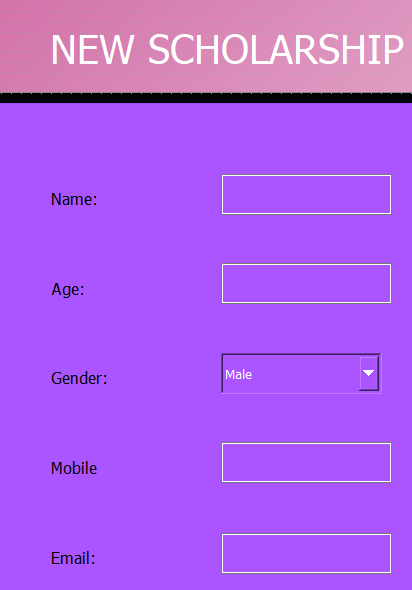 NEW SCHOLARSHIP
Name:
Age:
Gender:
Male
Mobile
Email: